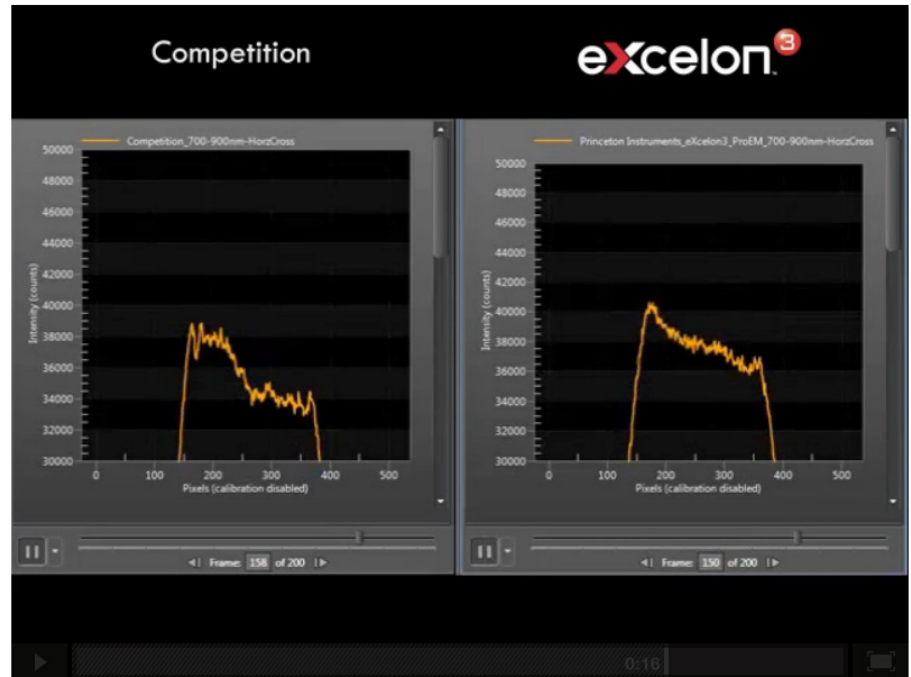 Competition
eXcelon 3
Competition_700-900nm-HorzCross
50000
48000
46000
44000
42000
40000
38000
36000
34000
32000
30000
Intensity (counts)
0 100 200 300 400 500
Pixels (calibration disabled)
Frame: 158 of 200
Princeton Instruments_eXcelon3_ProEM_700-900nm-HorzCross
50000
48000
46000
44000
42000
40000
38000
36000
34000
32000
30000
Intensity (counts)
0 100 200 300 400 500
Pixels (calibration disabled)
Frame: 150 of 200
0:16